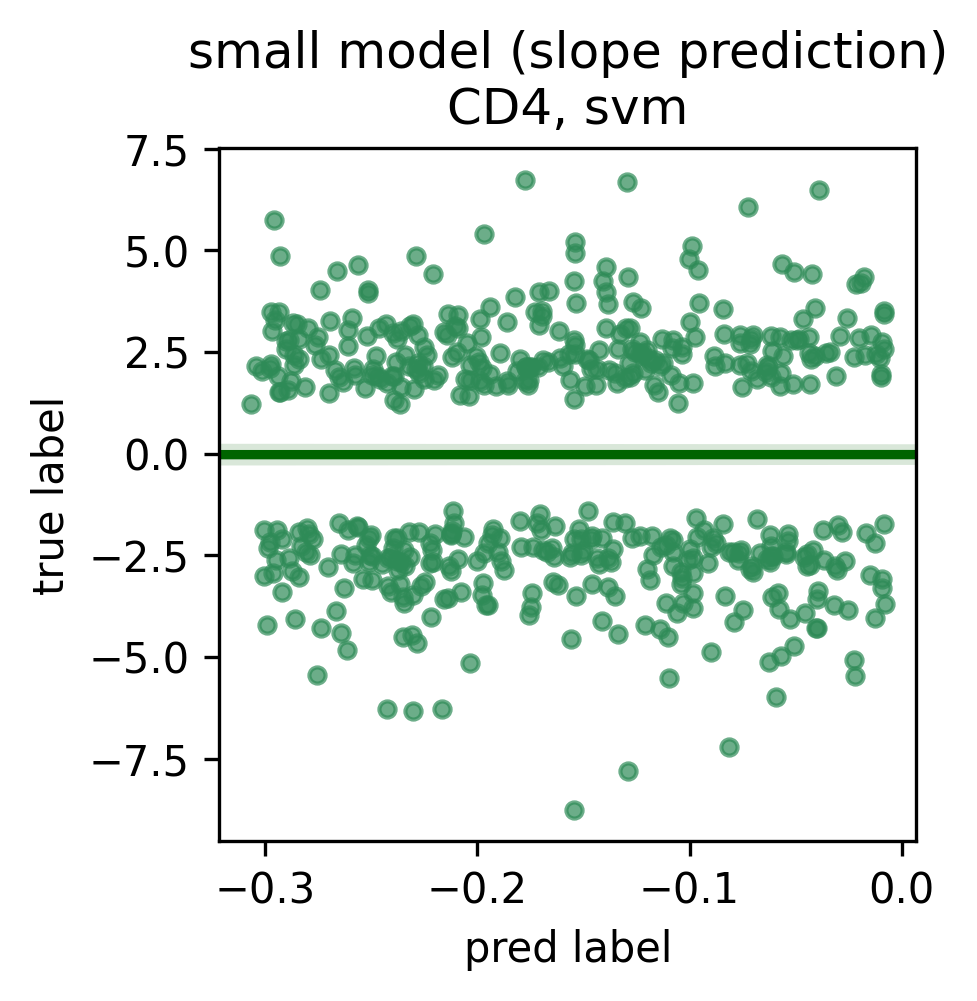 small model (slope prediction)
CD4, svm
7.5
5.0
2.5
0.0
−2.5
−5.0
−7.5
true label
−0.3
−0.2
−0.1
0.0
pred label